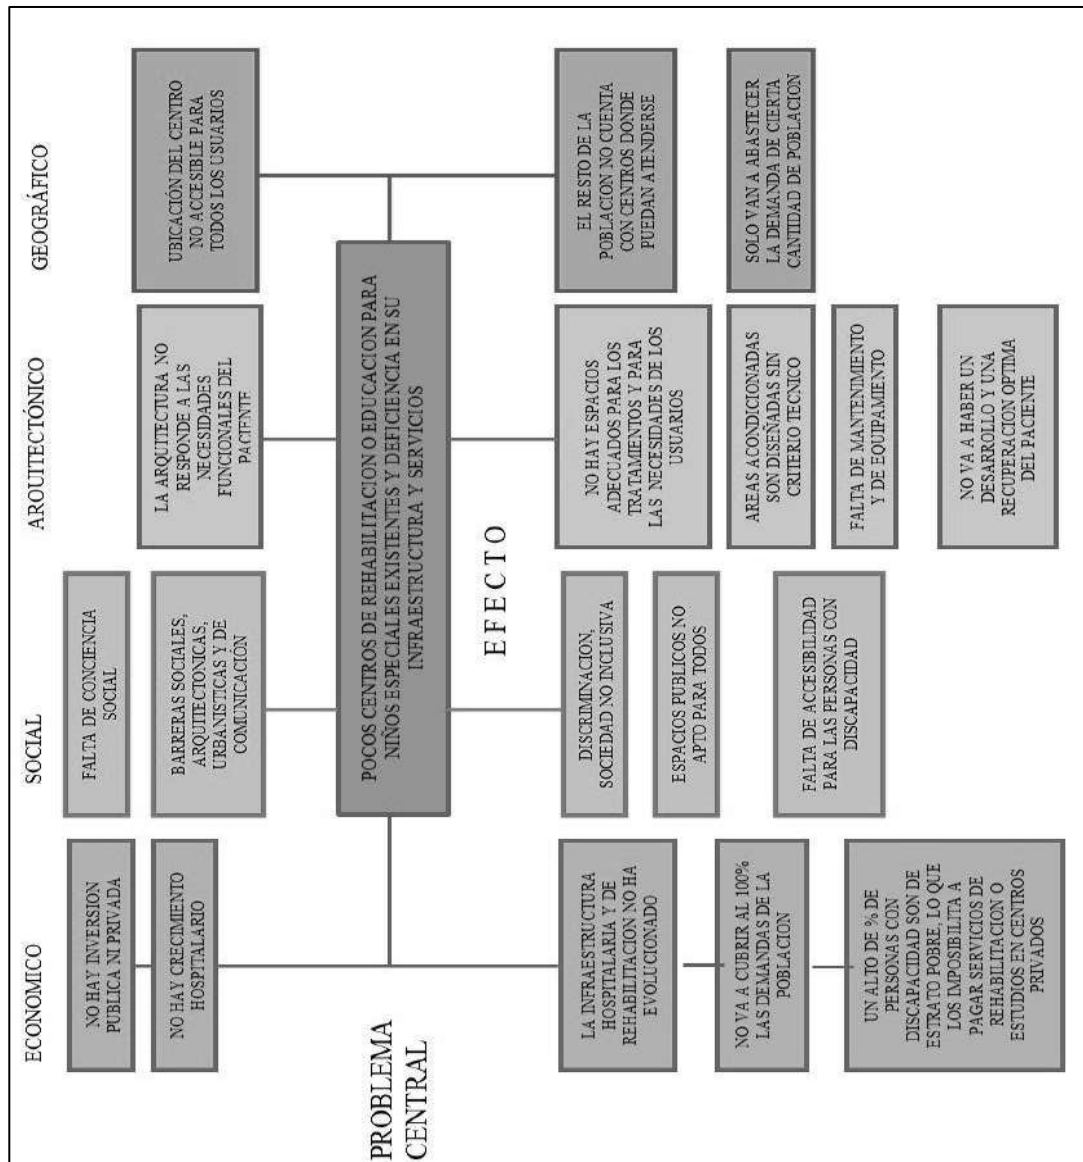 ECONOMICO
SOCIAL
ARQUITECTÓNICO
GEOGRÁFICO
NO HAY INVERSION
PUBLICA NI PRIVADA
NO HAY CRECIMIENTO
HOSPITALARIO
FALTA DE CONCIENCIA
SOCIAL
BARRERAS SOCIALES,
ARQUITECTONICAS,
URBANISTICAS Y DE
COMUNICACIÓN
LA ARQUITECTURA NO
RESPONDE A LAS
NECESIDADES
FUNCIONALES DEL
PACIENTE
UBICACIÓN DEL CENTRO
NO ACCESIBLE PARA
TODOS LOS USUARIOS
PROBLEMA
CENTRAL
POCOS CENTROS DE REHABILITACION O EDUCACION PARA
NIÑOS ESPECIALES EXISTENTES Y DEFICIENCIA EN SU
INFRAESTRUCTURA Y SERVICIOS
EFECTO
LA INFRAESTRUCTURA
HOSPITALARIA Y DE
REHABILITACION NO HA
EVOLUCIONADO
NO VA A CUBRIR AL 100%
LAS DEMANDAS DE LA
POBLACION
UN ALTO DE % DE
PERSONAS CON
DISCAPACIDAD SON DE
ESTRATO POBRE, LO QUE
LOS IMPOSIBILITA A
PAGAR SERVICIOS DE
REHABILITACION O
ESTUDIOS EN CENTROS
PRIVADOS
DISCRIMINACION,
SOCIEDAD NO INCLUSIVA
ESPACIOS PUBLICOS NO
APTO PARA TODOS
FALTA DE ACCESIBILIDAD
PARA LAS PERSONAS CON
DISCAPACIDAD
NO HAY ESPACIOS
ADECUADOS PARA LOS
TRATAMIENTOS Y PARA
LAS NECESIDADES DE LOS
USUARIOS
AREAS ACONDICIONADAS
SON DISEÑADAS SIN
CRITERIO TECNICO
FALTA DE MANTENIMIENTO
Y DE EQUIPAMIENTO
NO VA A HABER UN
DESARROLLO Y UNA
RECUPERACION OPTIMA
DEL PACIENTE
EL RESTO DE LA
POBLACION NO CUENTA
CON CENTROS DONDE
PUEDAN ATENDERSE
SOLO VAN A ABASTECER
LA DEMANDA DE CIERTA
CANTIDAD DE POBLACION